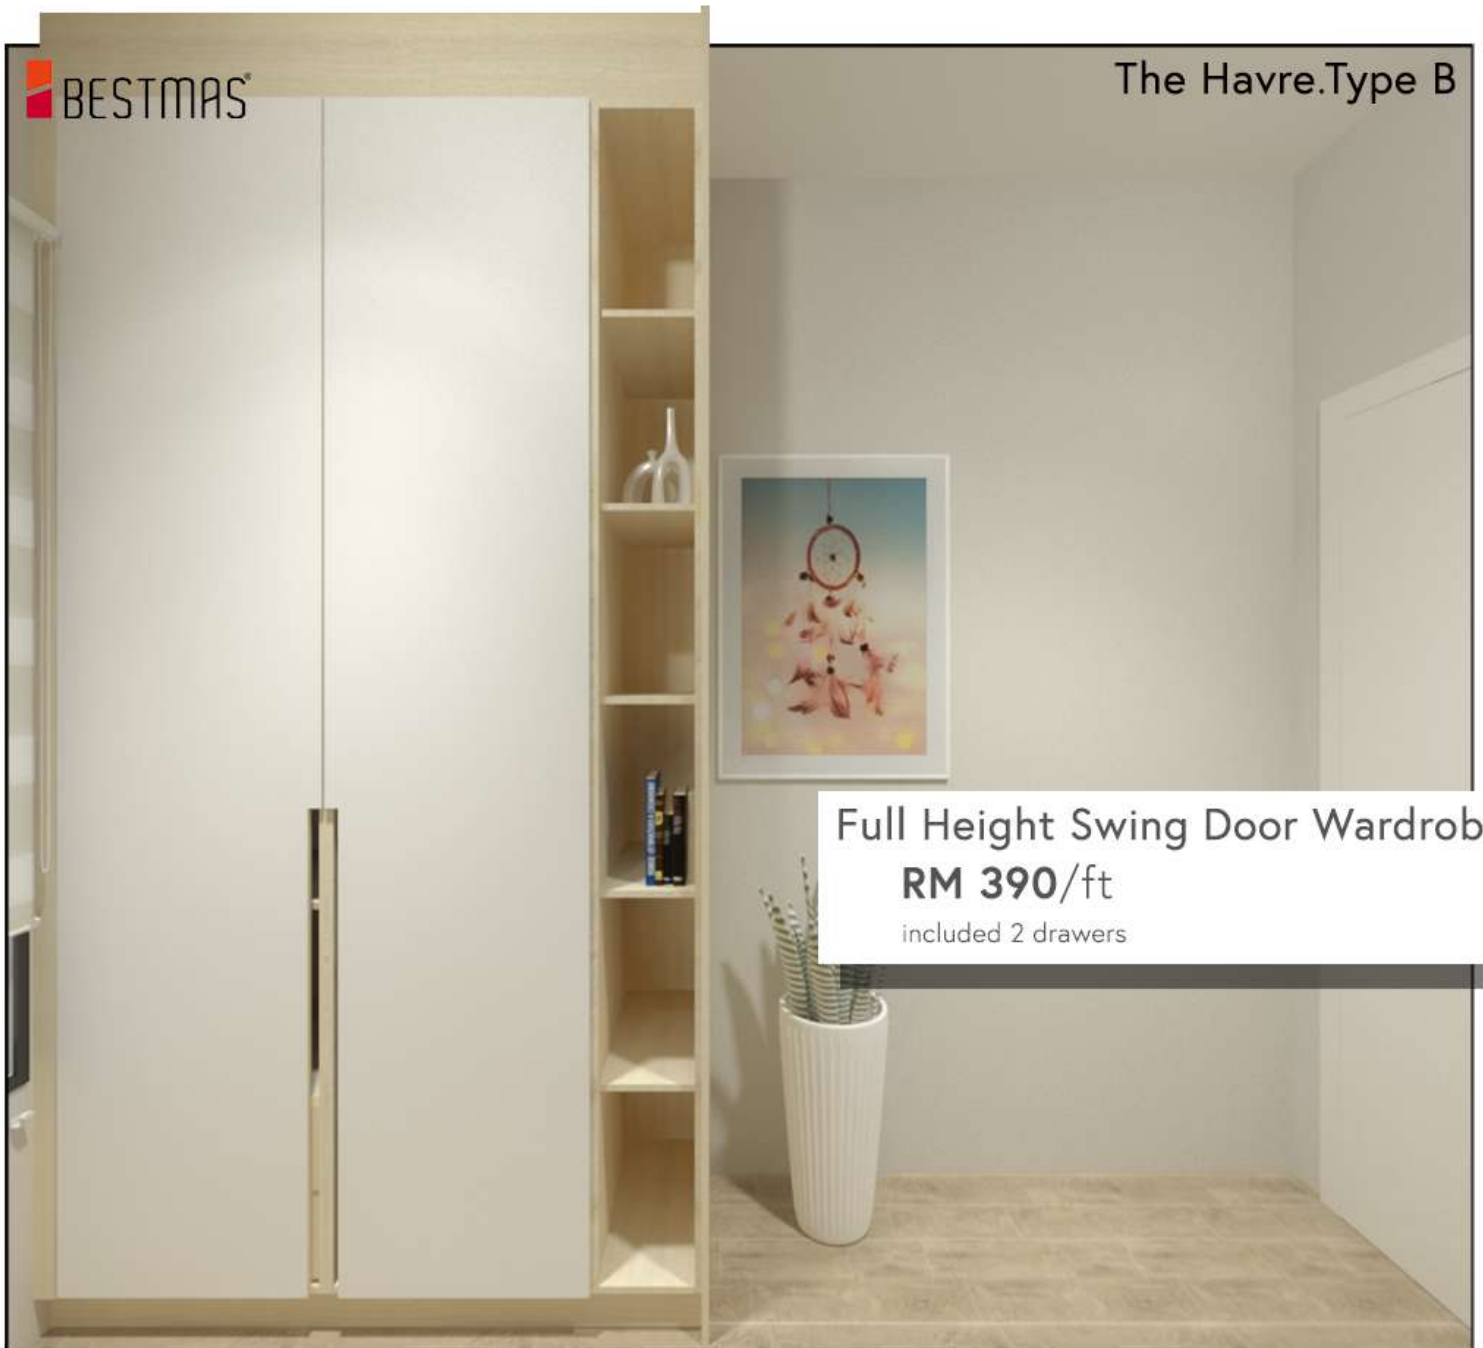 BESTMAS®
The Havre.Type B
Full Height Swing Door Wardrob
RM 390/ft
included 2 drawers